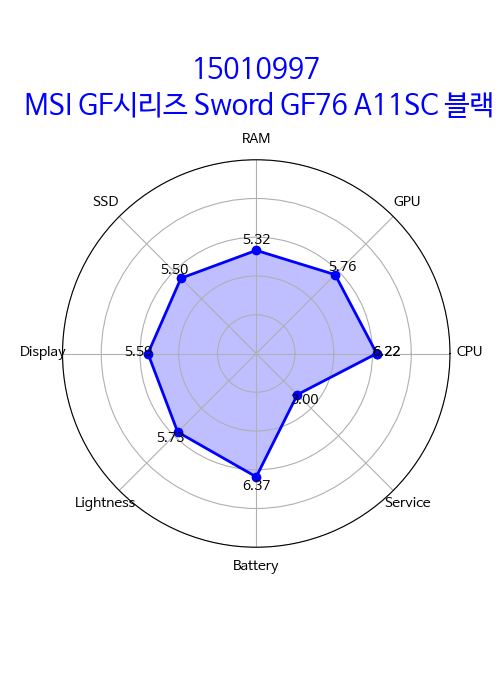 15010997
MSI GF시리즈 Sword GF76 A11SC 블랙
RAM
SSD
GPU
5.32
5.50
5.76
Display
5.59
6.22
CPU
3.00
5.73
6.37
Lightness
Service
Battery